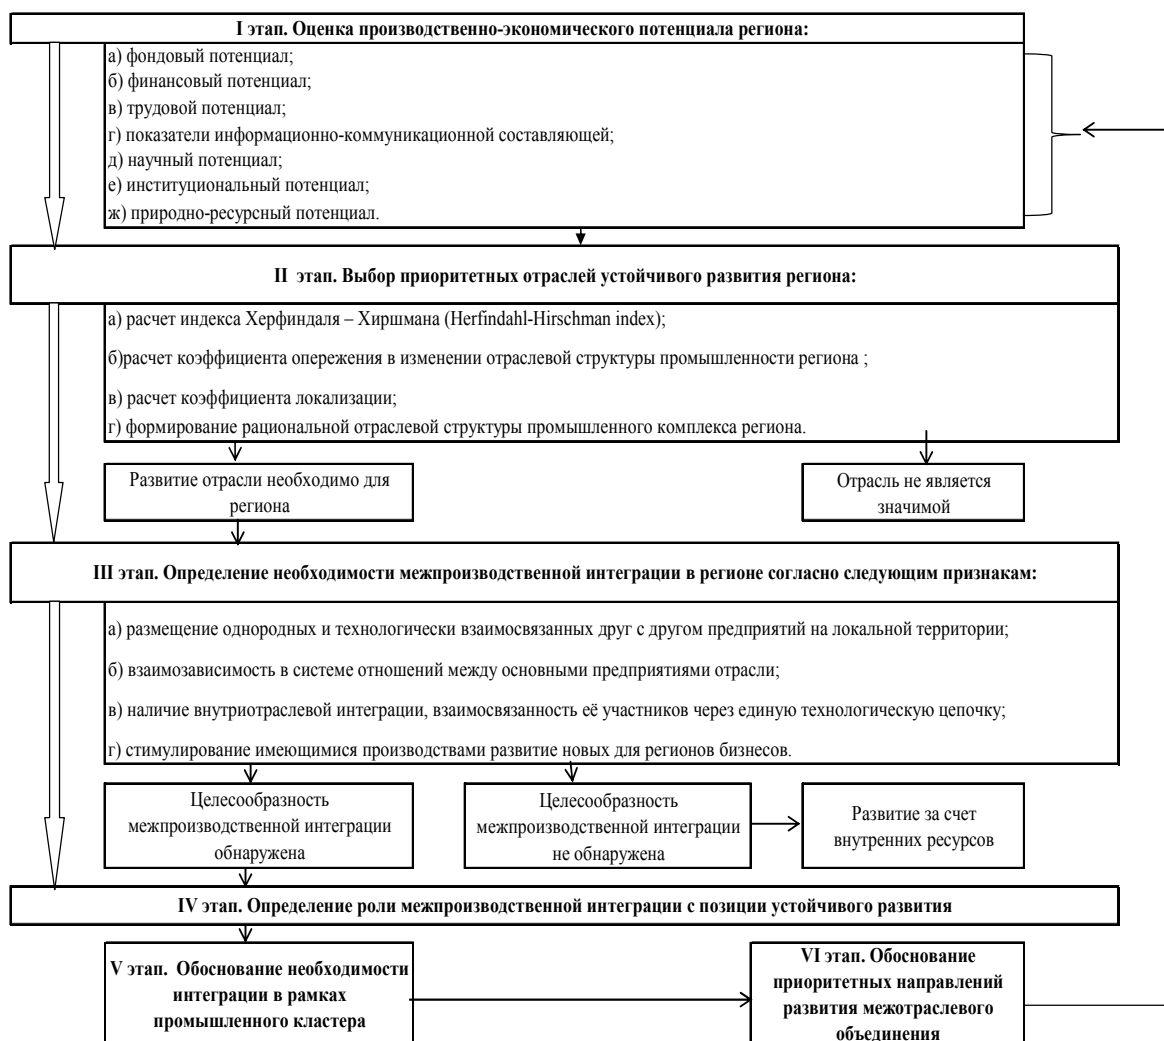 I этап. Оценка производственно-экономического потенциала региона:
а) фондовый потенциал;
б) финансовый потенциал;
в) трудовой потенциал;
г) показатели информационно-коммуникационной составляющей;
д) научный потенциал;
е) институциональный потенциал;
ж) природно-ресурсный потенциал.
II этап. Выбор приоритетных отраслей устойчивого развития региона:
а) расчет индекса Херфиндаля – Хиршмана (Herfindahl-Hirschman index);
б)расчет коэффициента опережения в изменении отраслевой структуры промышленности региона ;
в) расчет коэффициента локализации;
г) формирование рациональной отраслевой структуры промышленного комплекса региона.
Развитие отрасли необходимо для
региона
Отрасль не является
значимой
III этап. Определение необходимости межпроизводственной интеграции в регионе согласно следующим признакам:
а) размещение однородных и технологически взаимосвязанных друг с другом предприятий на локальной территории;
б) взаимозависимость в системе отношений между основными предприятиями отрасли;
в) наличие внутриотраслевой интеграции, взаимосвязанность её участников через единую технологическую цепочку;
г) стимулирование имеющимися производствами развитие новых для регионов бизнесов.
Целесообразность
межпроизводственной интеграции
обнаружена
Целесообразность
межпроизводственной интеграции
не обнаружена
Развитие за счет
внутренних ресурсов
IV этап. Определение роли межпроизводственной интеграции с позиции устойчивого развития
V этап. Обоснование необходимости
интеграции в рамках
промышленного кластера
VI этап. Обоснование
приоритетных направлений
развития межотраслевого
объединения